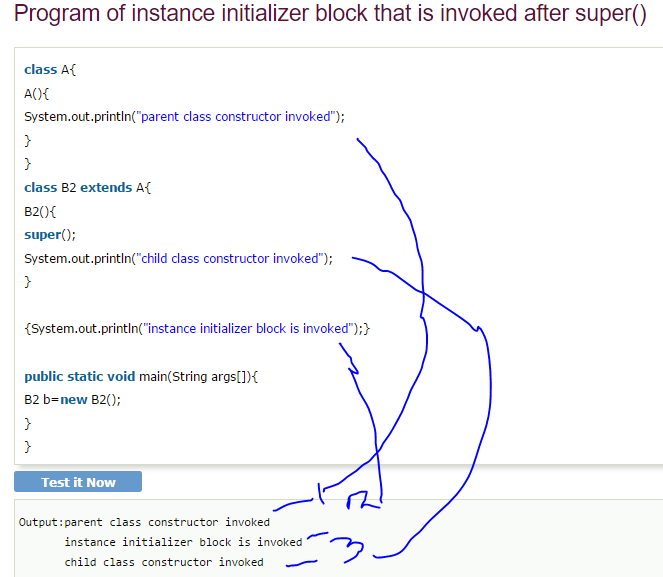 Program of instance initializer block that is invoked after super()
class A{
A(){
System.out.println("parent class constructor invoked");
}
}
class B2 extends A{
B2(){
super();
System.out.println("child class constructor invoked");
}
{System.out.println("instance initializer block is invoked");}
public static void main(String args[]){
B2 b=new B2();
}
}
Test it Now
1
2
Output:parent class constructor invoked
instance initializer block is invoked
3
child class constructor invoked